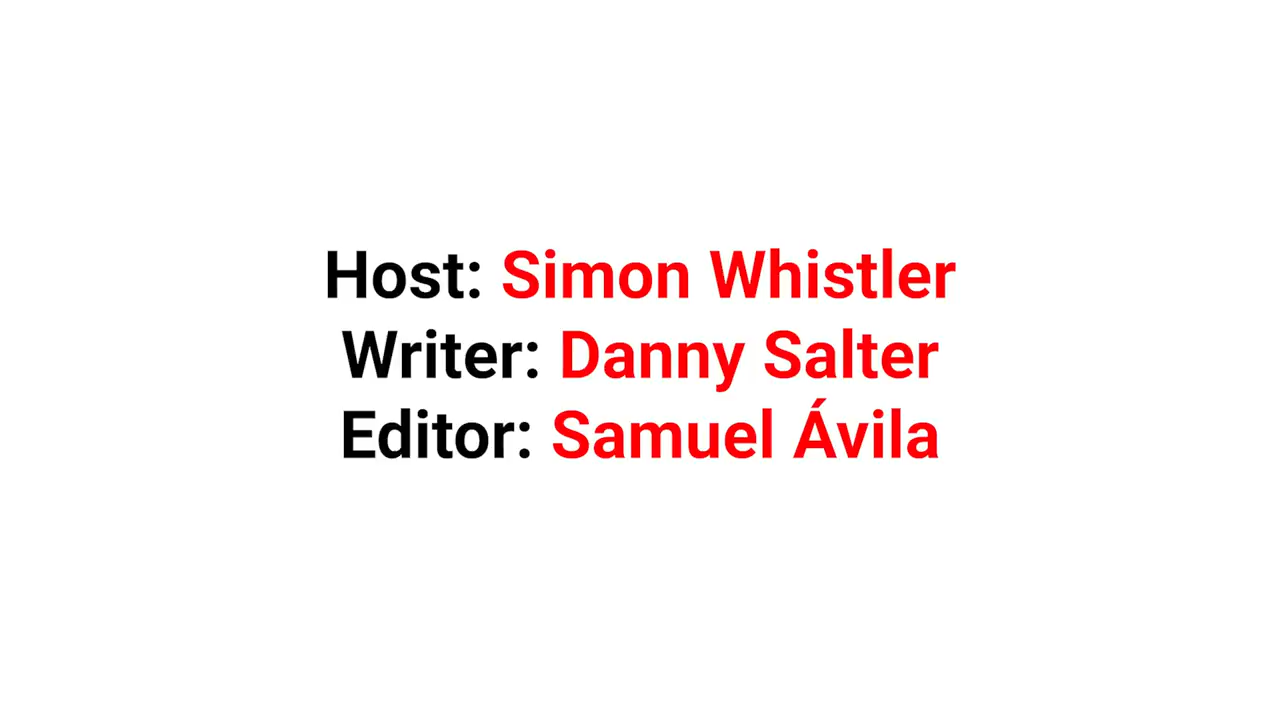 Host: Simon Whistler
Writer: Danny Salter
Editor: Samuel Ávila